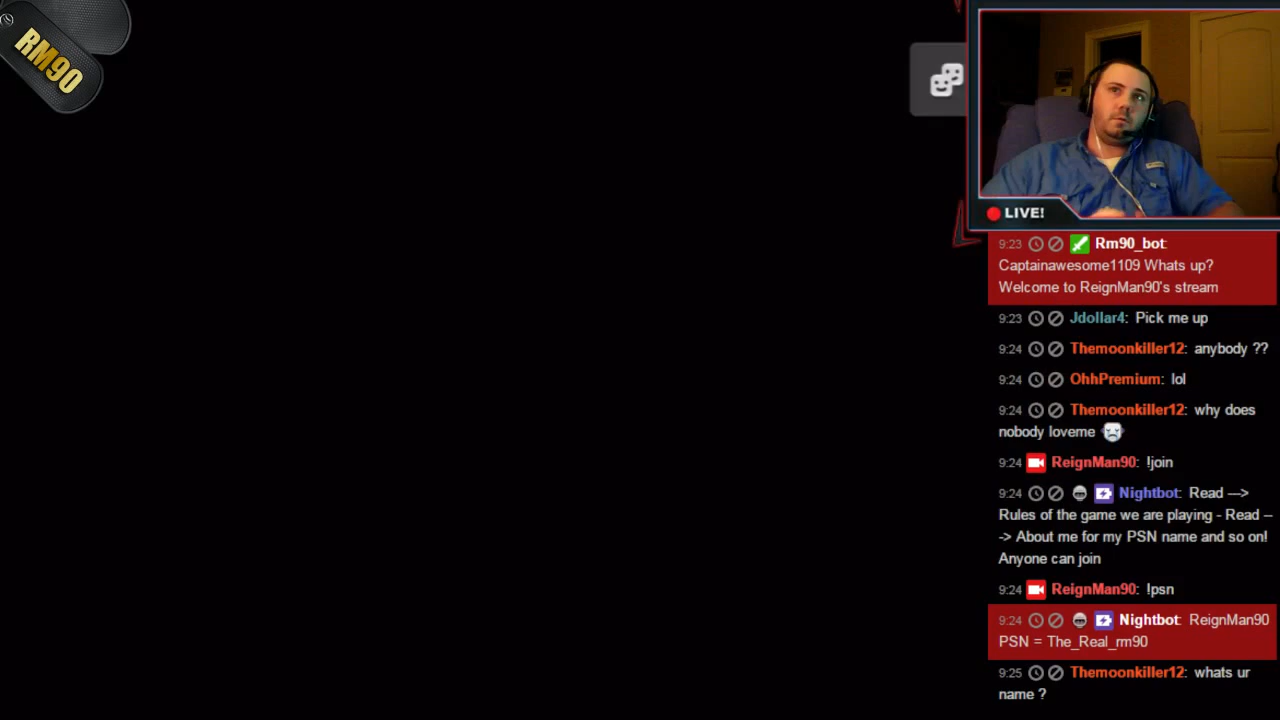 RM90
LIVE!
9:23 Rm90_bot:
Captainawesome1109 Whats up?
Welcome to ReignMan90's stream
9:23 Jdollar4: Pick me up
9:24 Themoonkiller12: anybody ??
9:24 OhhPremium: lol
9:24 Themoonkiller12: why does
nobody loveme
9:24 ReignMan90: !join
9:24 Nightbot: Read --->
Rules of the game we are playing - Read --
-> About me for my PSN name and so on!
Anyone can join
9:24 ReignMan90: !psn
9:24 Nightbot: ReignMan90
PSN = The_Real_rm90
9:25 Themoonkiller12: whats ur
name ?